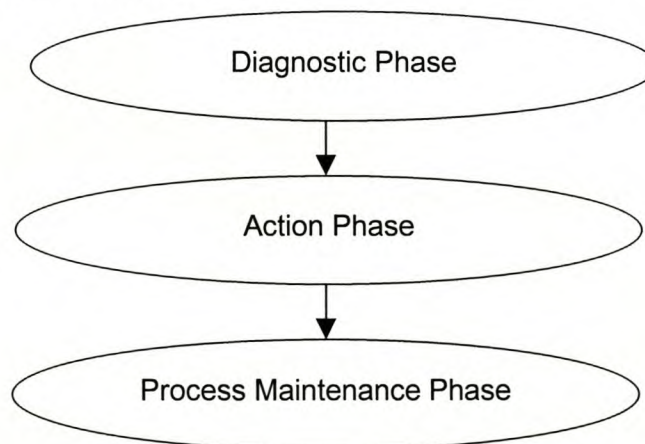 Diagnostic Phase
Action Phase
Process Maintenance Phase